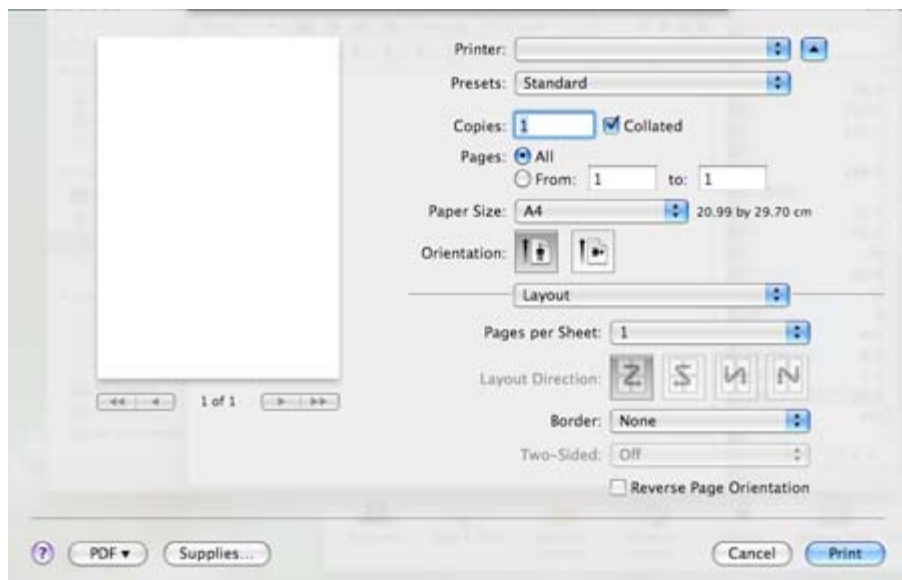 Printer:
Presets: Standard
Copies: 1 Collated
Pages: All
From: 1 to: 1
Paper Size: A4 20.99 by 29.70 cm
Orientation:
Layout
Pages per Sheet: 1
Layout Direction:
1 of 1
Border: None
Two-Sided: Off
Reverse Page Orientation
? PDF Supplies... Cancel Print